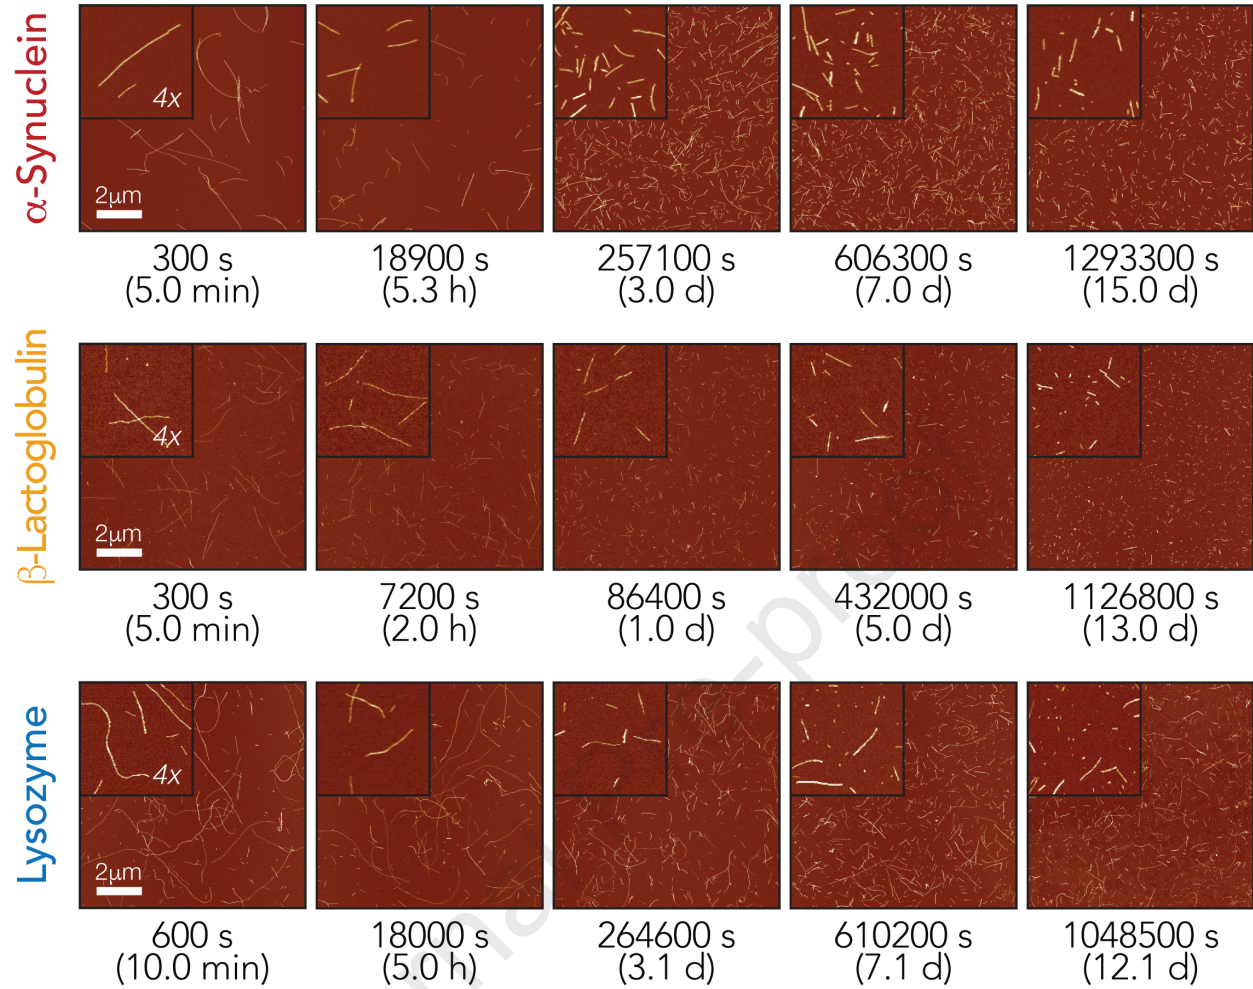 α-Synuclein
4x
2μm
300 s
(5.0 min)
18900 s
(5.3 h)
257100 s
(3.0 d)
606300 s
(7.0 d)
1293300 s
(15.0 d)
β-Lactoglobulin
4x
2μm
300 s
(5.0 min)
7200 s
(2.0 h)
86400 s
(1.0 d)
432000 s
(5.0 d)
1126800 s
(13.0 d)
Lysozyme
4x
2μm
600 s
(10.0 min)
18000 s
(5.0 h)
264600 s
(3.1 d)
610200 s
(7.1 d)
1048500 s
(12.1 d)